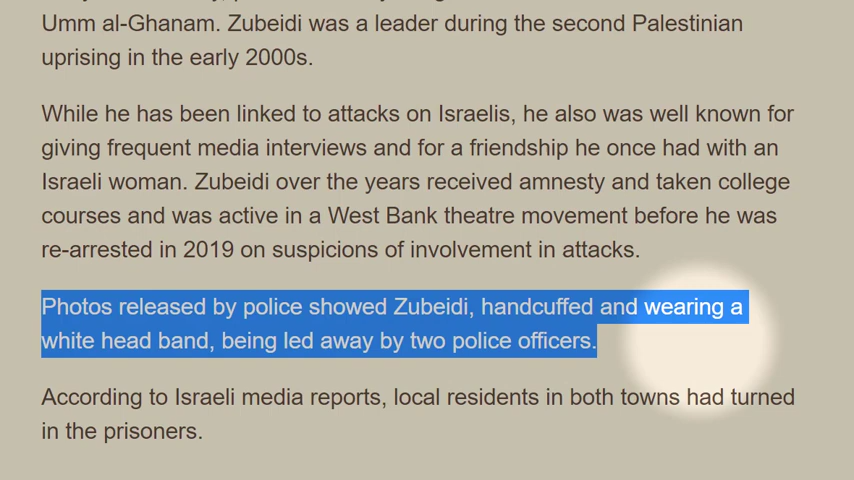 Umm al-Ghanam. Zubeidi was a leader during the second Palestinian
uprising in the early 2000s.
While he has been linked to attacks on Israelis, he also was well known for
giving frequent media interviews and for a friendship he once had with an
Israeli woman. Zubeidi over the years received amnesty and taken college
courses and was active in a West Bank theatre movement before he was
re-arrested in 2019 on suspicions of involvement in attacks.
Photos released by police showed Zubeidi, handcuffed and wearing a
white head band, being led away by two police officers.
According to Israeli media reports, local residents in both towns had turned
in the prisoners.